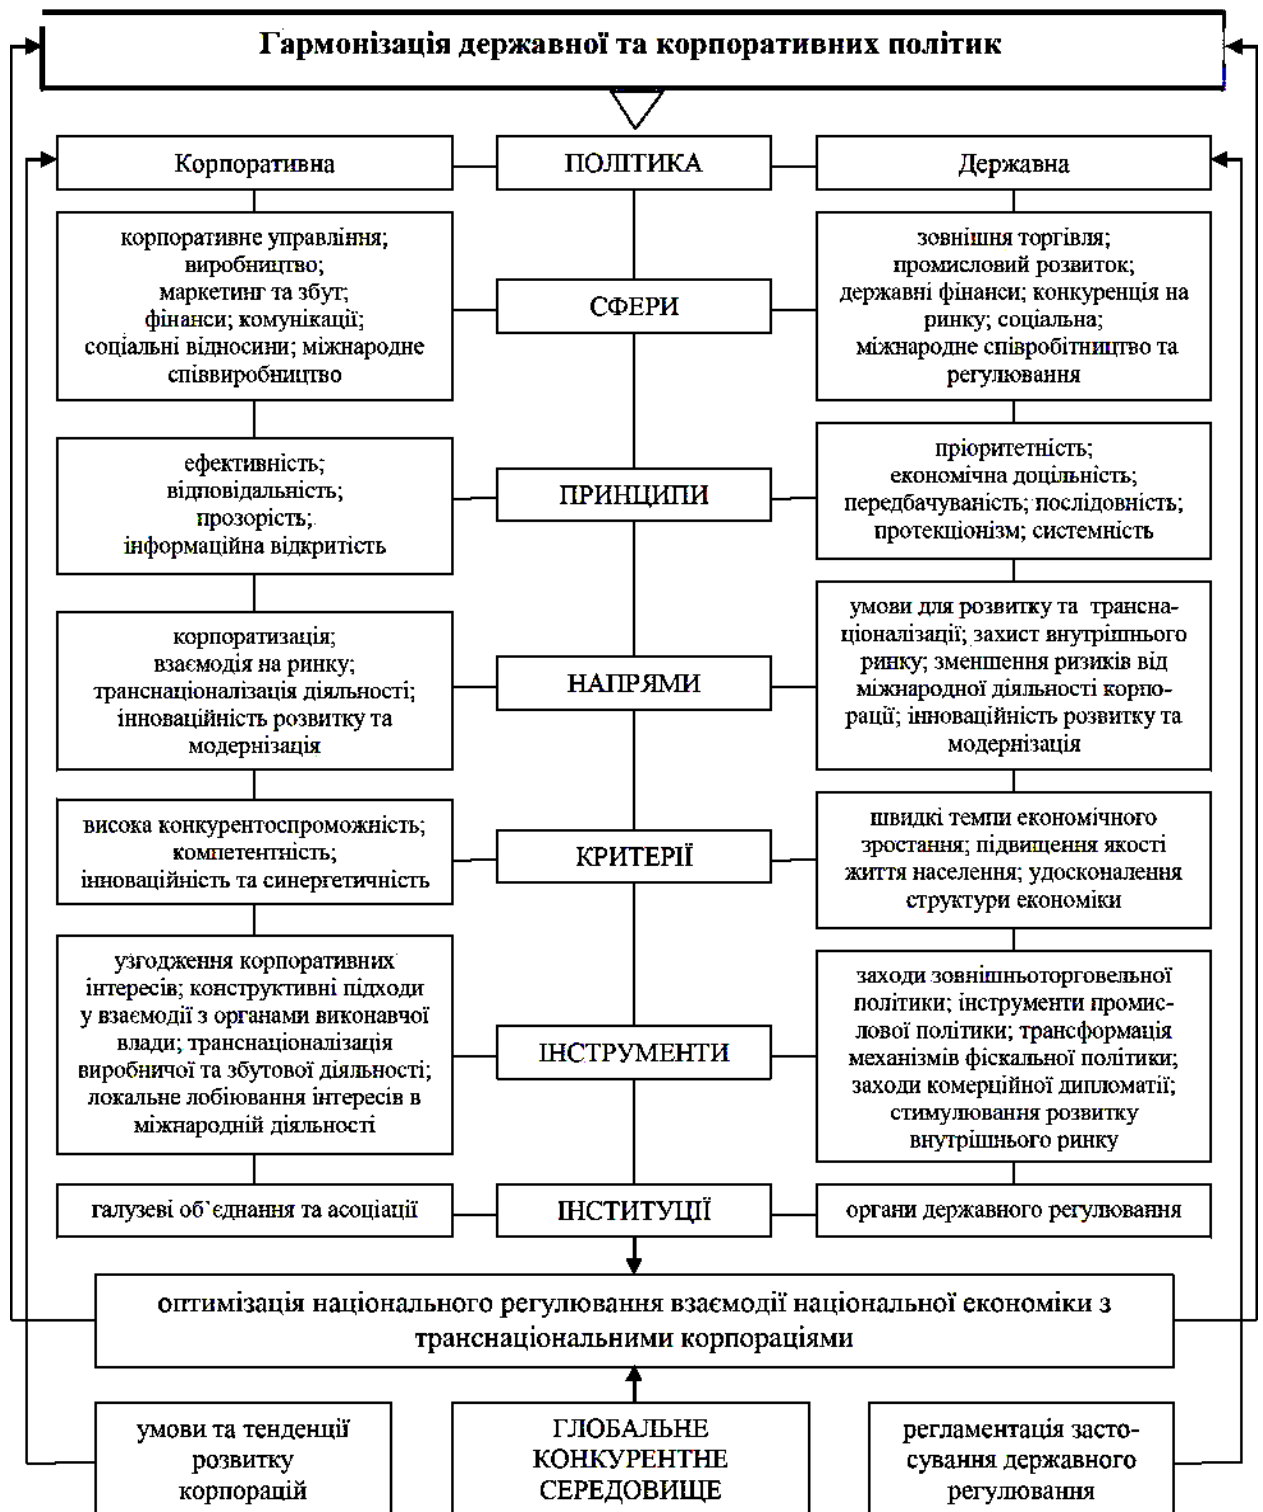 Гармонізація державної та корпоративних політик
Корпоративна
ПОЛІТИКА
Державна
корпоративне управління;
виробництво;
маркетинг та збут;
фінанси; комунікації;
соціальні відносини; міжнародне
співвиробництво
СФЕРИ
зовнішня торгівля;
промисловий розвиток;
державні фінанси; конкуренція на
ринку; соціальна;
міжнародне співробітництво та
регулювання
ефективність;
відповідальність;
прозорість;
інформаційна відкритість
ПРИНЦИПИ
пріоритетність;
економічна доцільність;
передбачуваність; послідовність;
протекціонізм; системність
корпоратизація;
взаємодія на ринку;
транснаціоналізація діяльності;
інноваційність розвитку та
модернізація
НАПРЯМИ
умови для розвитку та трансна-
ціоналізації; захист внутрішнього
ринку; зменшення ризиків від
міжнародної діяльності корпо-
рації; інноваційність розвитку та
модернізація
висока конкурентоспроможність;
компетентність;
інноваційність та синергетичність
КРИТЕРІЇ
швидкі темпи економічного
зростання; підвищення якості
життя населення; удосконалення
структури економіки
узгодження корпоративних
інтересів; конструктивні підходи
у взаємодії з органами виконавчої
влади; транснаціоналізація
виробничої та збутової діяльності;
локальне лобіювання інтересів в
міжнародній діяльності
ІНСТРУМЕНТИ
заходи зовнішньоторговельної
політики; інструменти промис-
лової політики; трансформація
механізмів фіскальної політики;
заходи комерційної дипломатії;
стимулювання розвитку
внутрішнього ринку
галузеві об`єднання та асоціації
ІНСТИТУЦІЇ
органи державного регулювання
оптимізація національного регулювання взаємодії національної економіки з
транснаціональними корпораціями
умови та тенденції
розвитку
корпорацій
ГЛОБАЛЬНЕ
КОНКУРЕНТНЕ
СЕРЕДОВИЩЕ
регламентація засто-
сування державного
регулювання